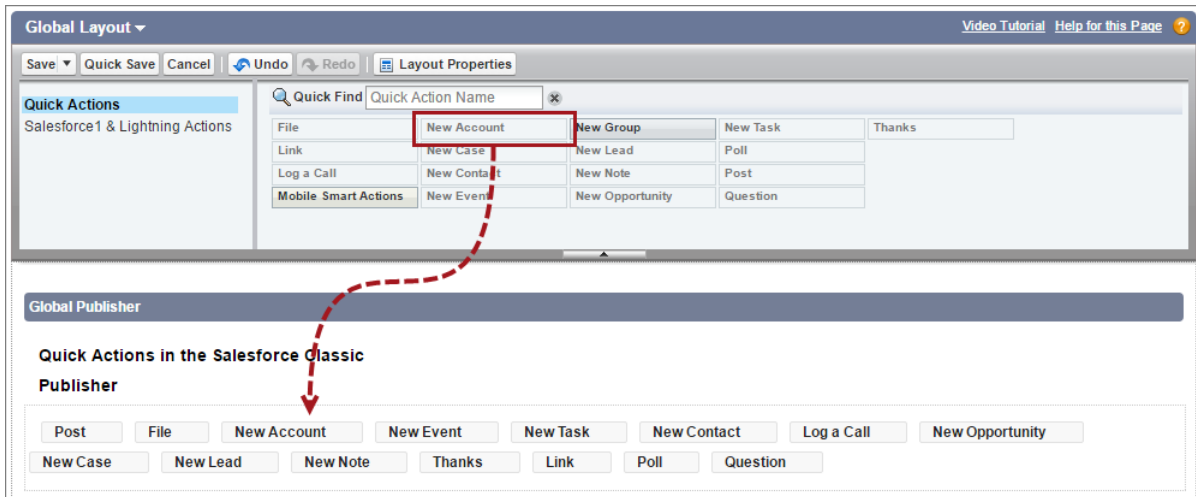 Global Layout Video Tutorial Help for this Page ?
Save Quick Save Cancel Undo Redo Layout Properties
Quick Actions
Salesforce1 & Lightning Actions
Quick Find Quick Action Name
File New Account New Group New Task Thanks
Link New Case New Lead Poll
Log a Call New Contact New Note Post
Mobile Smart Actions New Event New Opportunity Question
Global Publisher
Quick Actions in the Salesforce Classic
Publisher
Post File New Account New Event New Task New Contact Log a Call New Opportunity
New Case New Lead New Note Thanks Link Poll Question